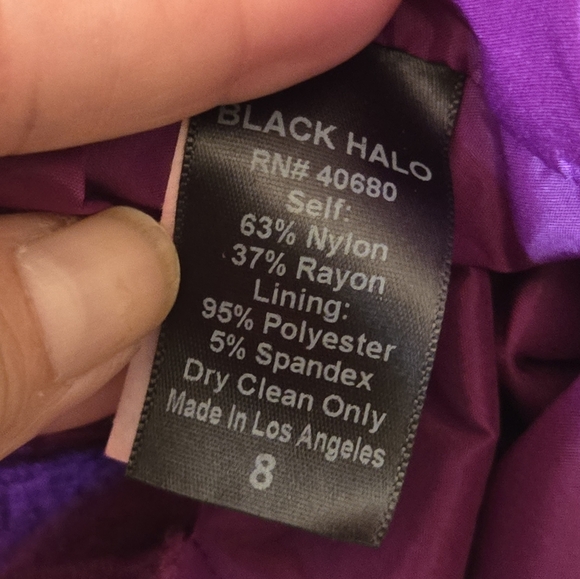 BLACK HALO
RN# 40680
Self:
63% Nylon
37% Rayon
Lining:
95% Polyester
5% Spandex
Dry Clean Only
Made In Los Angeles
8